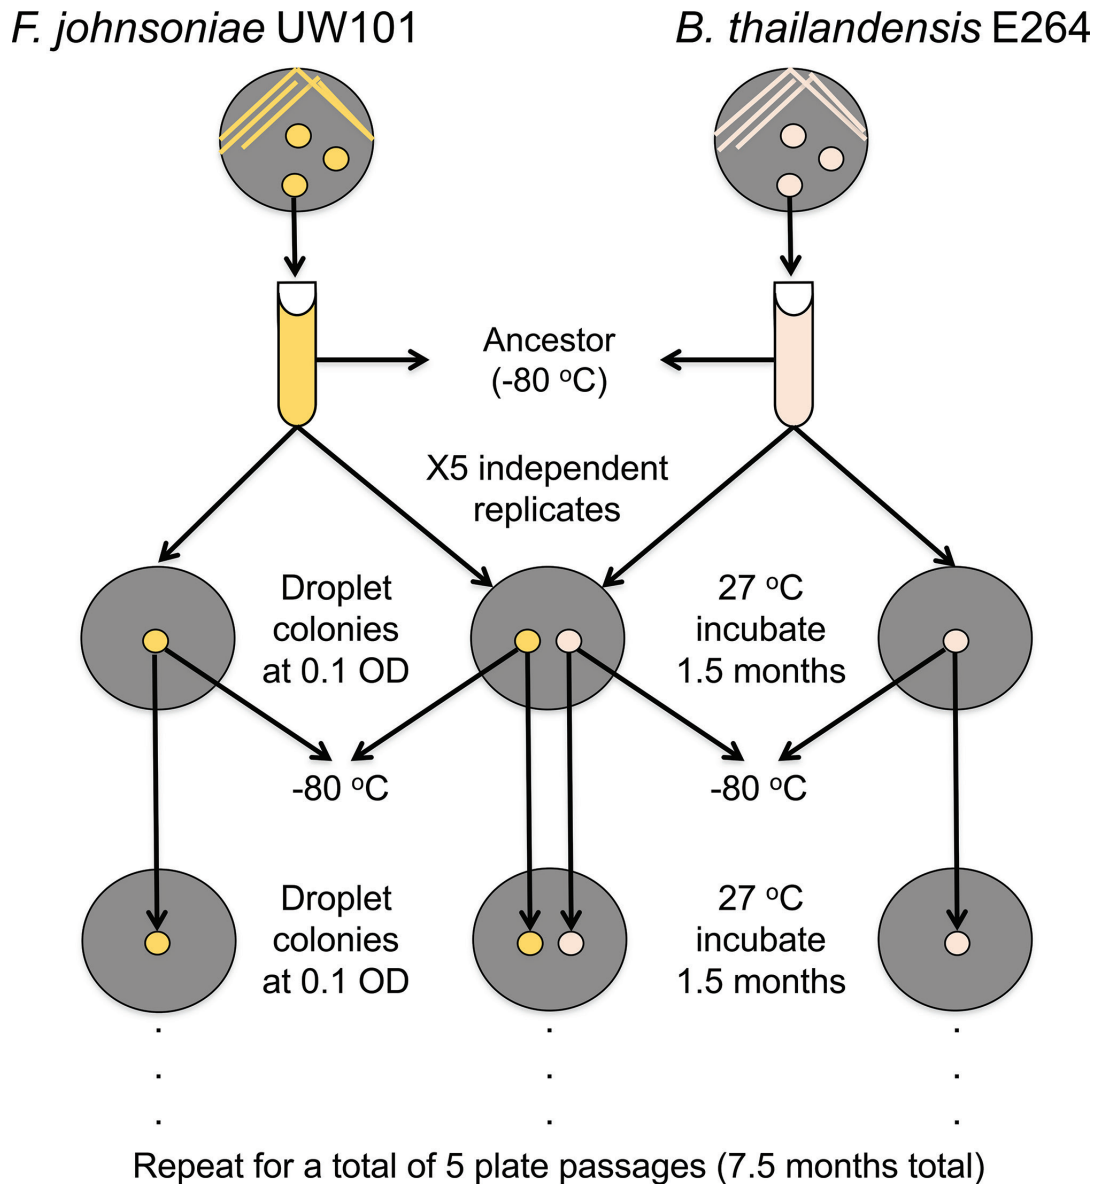 F. johnsoniae UW101
B. thailandensis E264
Ancestor
(-80 ºC)
X5 independent
replicates
Droplet
colonies
at 0.1 OD
27 ºC
incubate
1.5 months
-80 ºC
-80 ºC
Droplet
colonies
at 0.1 OD
27 ºC
incubate
1.5 months
Repeat for a total of 5 plate passages (7.5 months total)